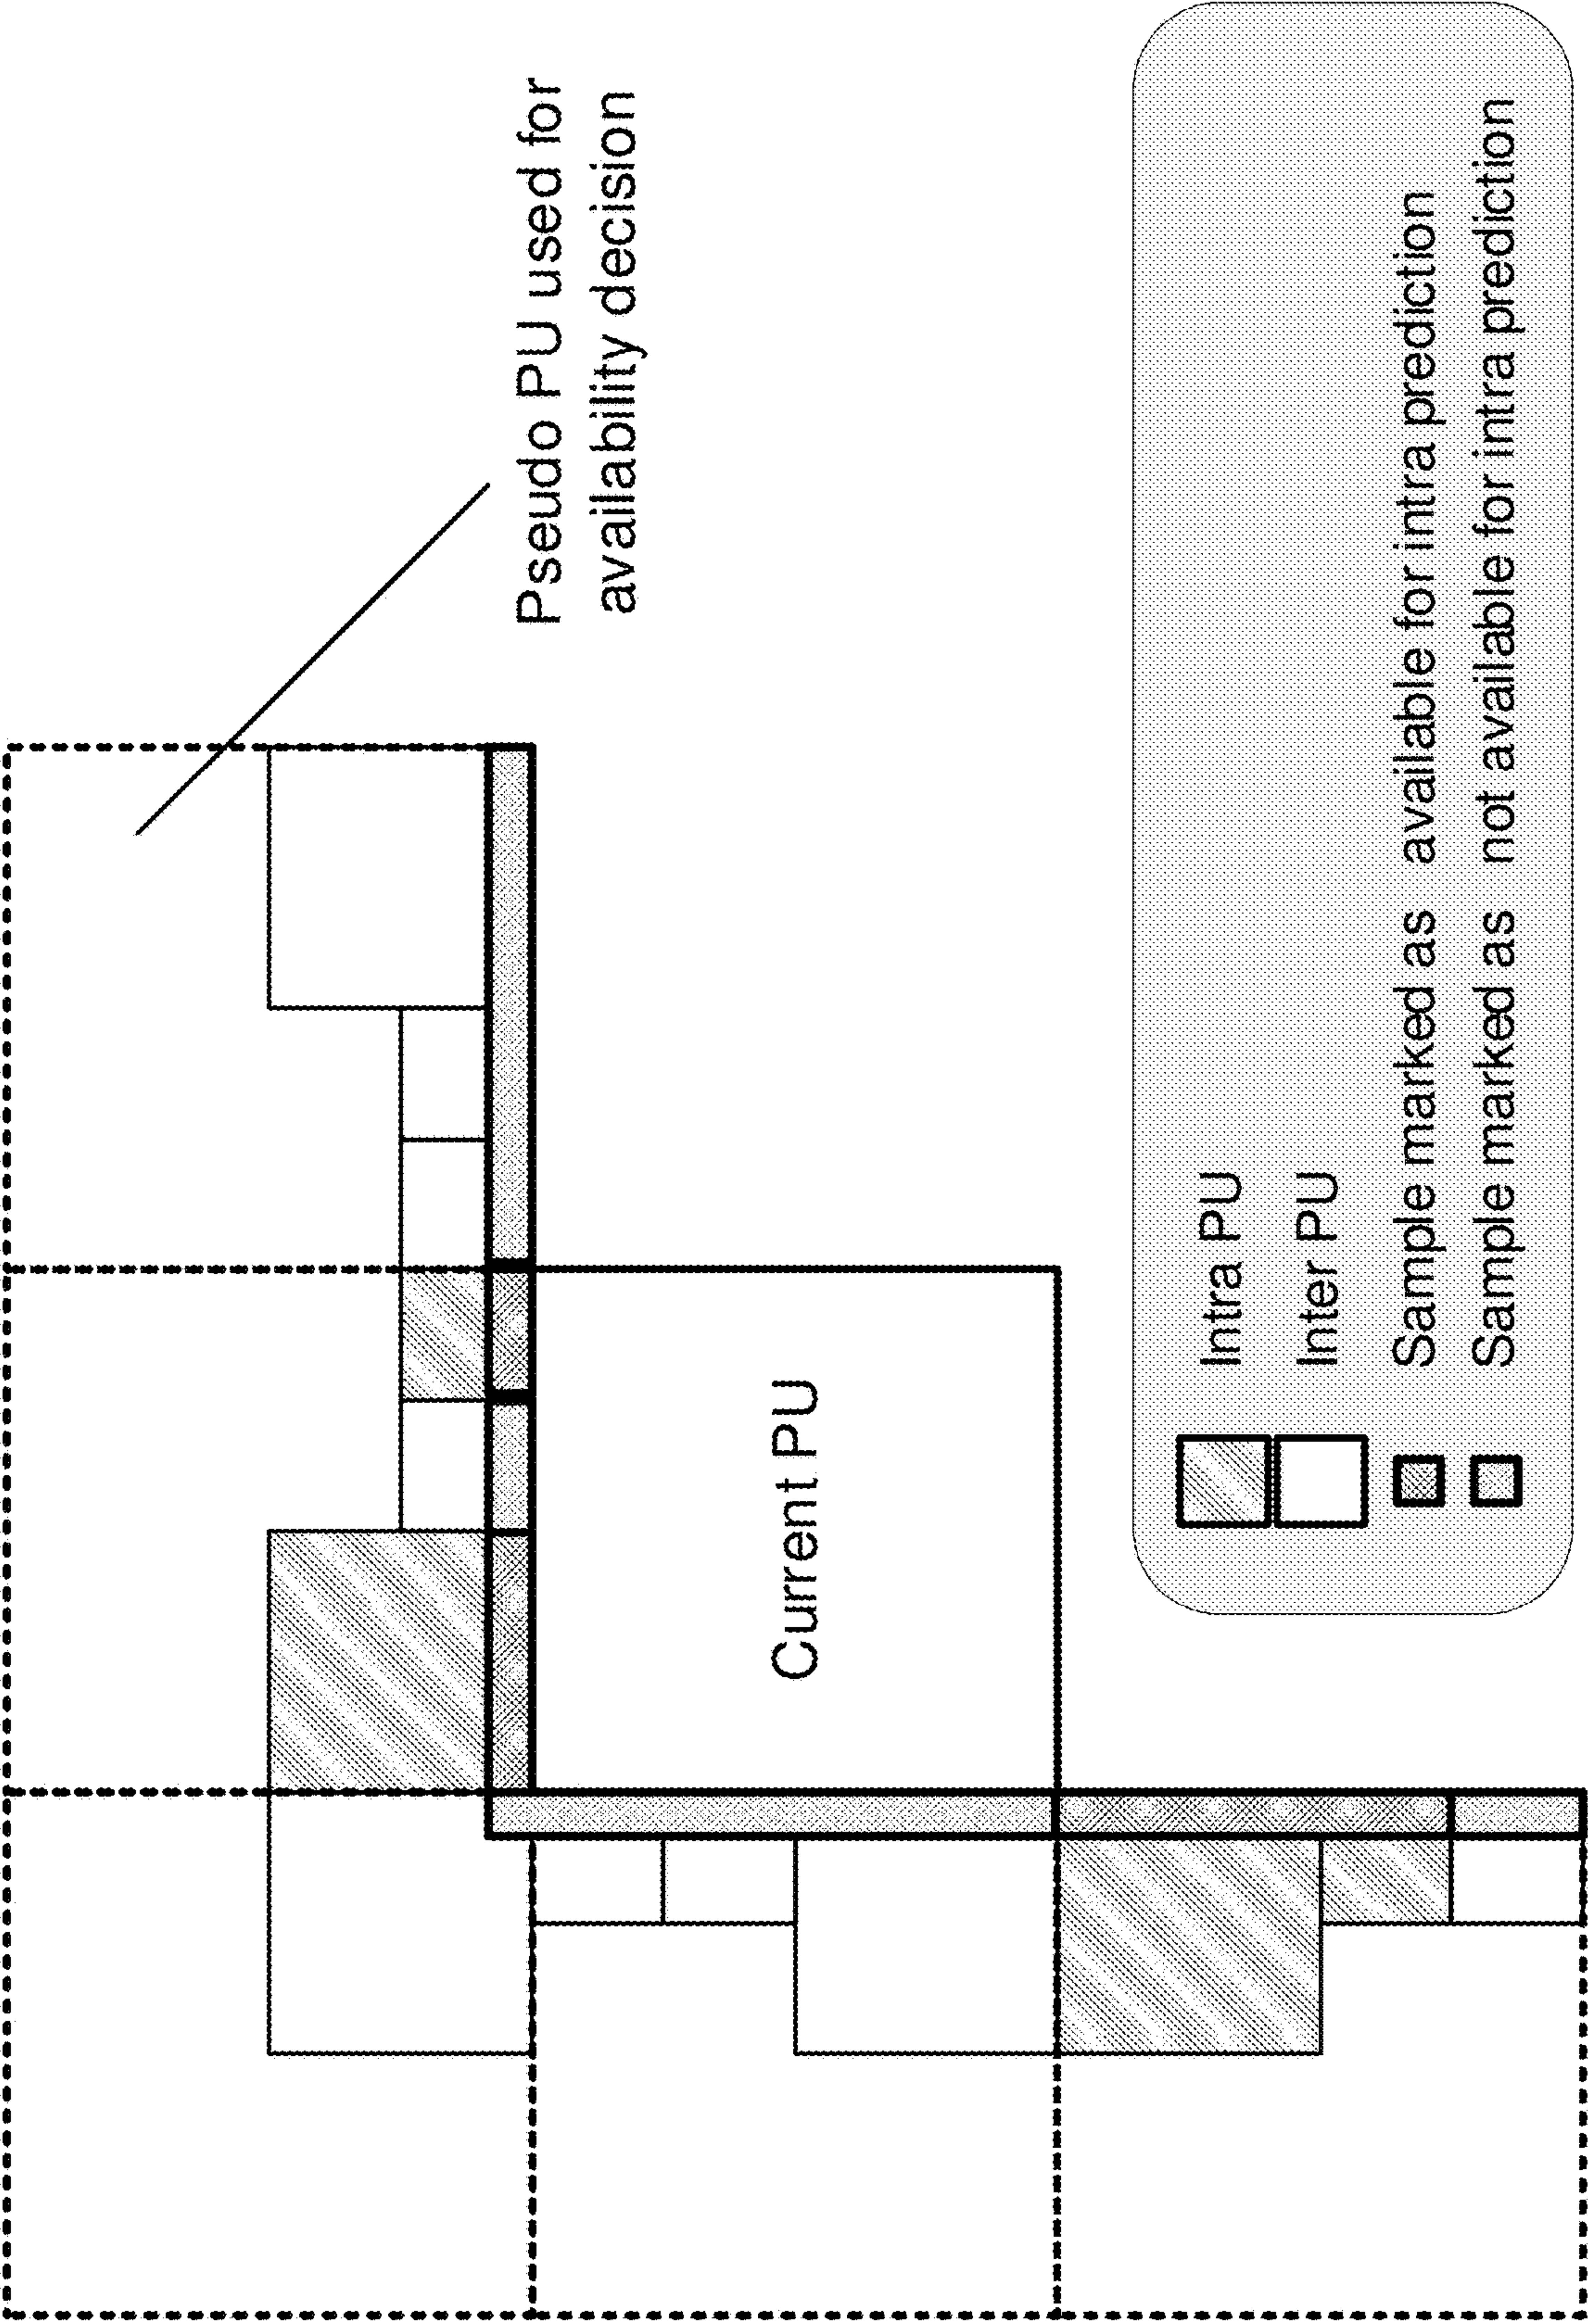 Pseudo PU used for
availability decision
Current PU
Intra PU
Inter PU
Sample marked as available for intra prediction
Sample marked as not available for intra prediction